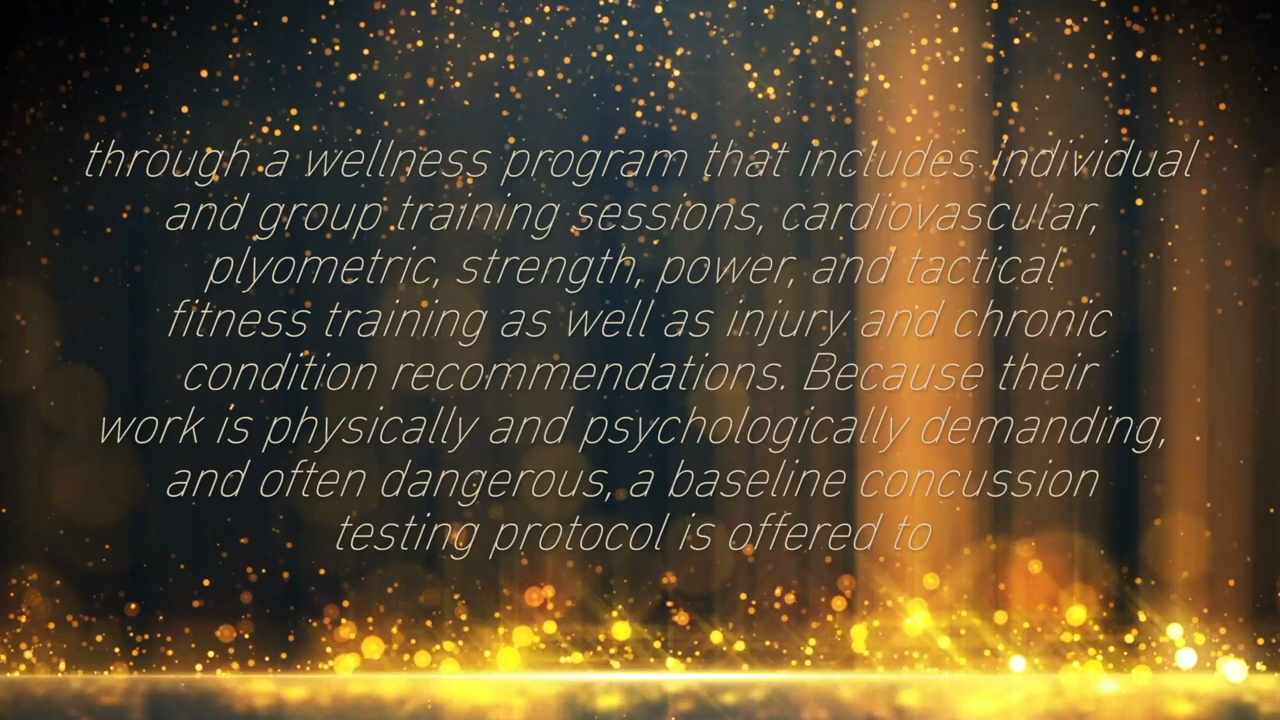 through a wellness program that includes individual
and group training sessions, cardiovascular,
plyometric, strength, power, and tactical
fitness training as well as injury and chronic
condition recommendations. Because their
work is physically and psychologically demanding,
and often dangerous, a baseline concussion
testing protocol is offered to